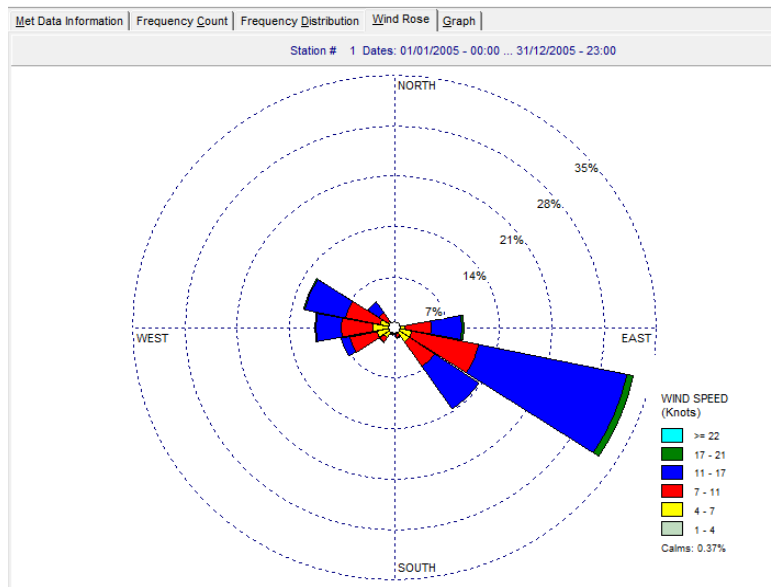 Met Data Information Frequency Count Frequency Distribution Wind Rose Graph
Station # 1 Dates: 01/01/2005 - 00:00 ... 31/12/2005 - 23:00
NORTH
35%
28%
21%
14%
7%
WEST
EAST
SOUTH
WIND SPEED
(Knots)
>= 22
17 - 21
11 - 17
7 - 11
4 - 7
1 - 4
Calms: 0.37%